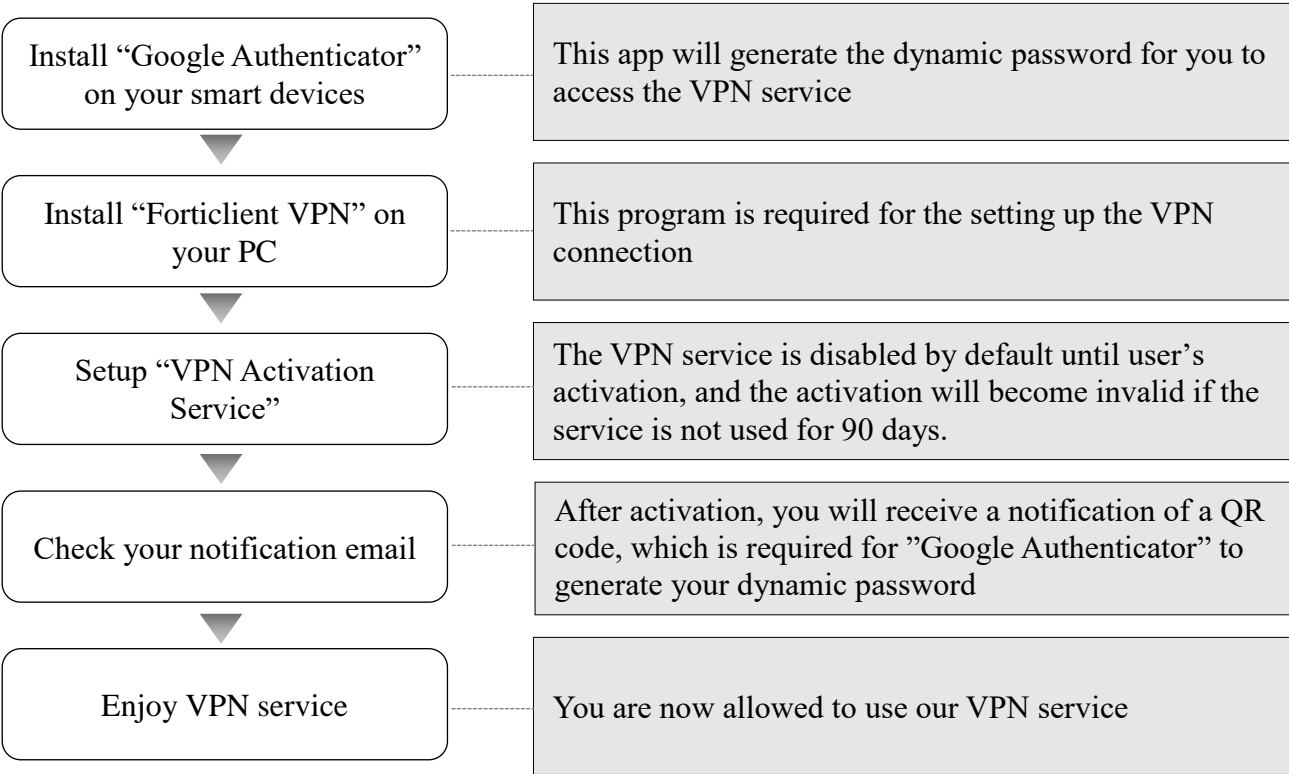 Install “Google Authenticator”
on your smart devices
This app will generate the dynamic password for you to
access the VPN service
Install “Forticlient VPN” on
your PC
This program is required for the setting up the VPN
connection
Setup “VPN Activation
Service”
The VPN service is disabled by default until user’s
activation, and the activation will become invalid if the
service is not used for 90 days.
Check your notification email
After activation, you will receive a notification of a QR
code, which is required for ”Google Authenticator” to
generate your dynamic password
Enjoy VPN service
You are now allowed to use our VPN service